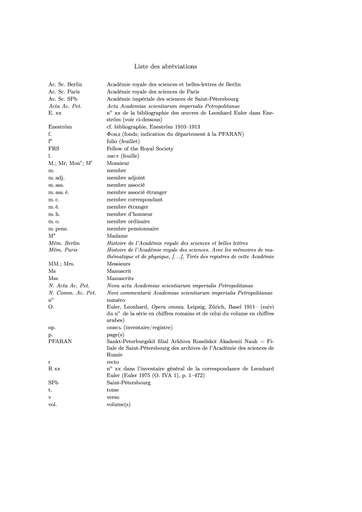 Liste des abréviations
Ac. Sc. Berlin Académie royale des sciences et belles-lettres de Berlin
Ac. Sc. Paris Académie royale des sciences de Paris
Ac. Sc. SPb Académie impériale des sciences de Saint-Pétersbourg
Acta Ac. Pet. Acta Academiae scientiarum imperialis Petropolitanae
E. xx n° xx de la bibliographie des œuvres de Leonhard Euler dans Ene-
ström (voir ci-dessous)
Eneström cf. bibliographie, Eneström 1910–1913
f. Фонд (fonds; indication du département à la PFARAN)
f° folio (feuillet)
FRS Fellow of the Royal Society
l. лист (feuille)
M.; Mr; Mon^r; M^r Monsieur
m. membre
m. adj. membre adjoint
m. ass. membre associé
m. ass. é. membre associé étranger
m. c. membre correspondant
m. é. membre étranger
m. h. membre d'honneur
m. o. membre ordinaire
m. pens. membre pensionnaire
M^e Madame
Mém. Berlin Histoire de l'Académie royale des sciences et belles lettres
Mém. Paris Histoire de l'Académie royale des sciences. Avec les mémoires de ma-
thématique et de physique, [...], Tirés des registres de cette Académie
MM.; Mrs. Messieurs
Ms Manuscrit
Mss Manuscrits
N. Acta Ac. Pet. Nova acta Academiae scientiarum imperialis Petropolitanae
N. Comm. Ac. Pet. Novi commentarii Academiae scientiarum imperialis Petropolitanae
n° numéro
O. Euler, Leonhard, Opera omnia, Leipzig, Zürich, Basel 1911– (suivi
du n° de la série en chiffres romains et de celui du volume en chiffres
arabes)
op. опись (inventaire/registre)
p. page(s)
PFARAN Sankt-Peterburgskiĭ filial Arkhiva Rossiĭskoĭ Akademii Nauk = Fi-
liale de Saint-Pétersbourg des archives de l'Académie des sciences de
Russie
r recto
R xx n° xx dans l'inventaire général de la correspondance de Leonhard
Euler (Euler 1975 (O. IVA 1), p. 1–472)
SPb Saint-Pétersbourg
t. tome
v verso
vol. volume(s)